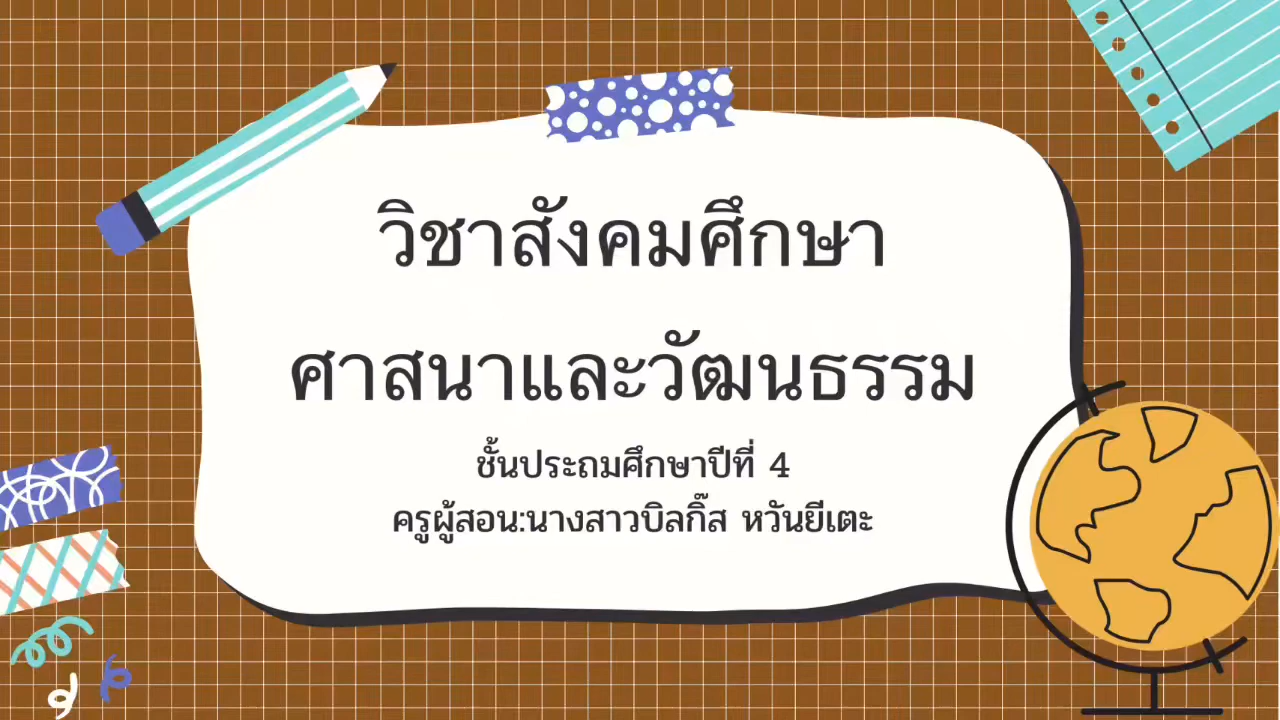 วิชาสังคมศึกษา
ศาสนาและวัฒนธรรม
ชั้นประถมศึกษาปีที่ 4
ครูผู้สอน:นางสาวบิลกิ๊ส หวันยีเตะ